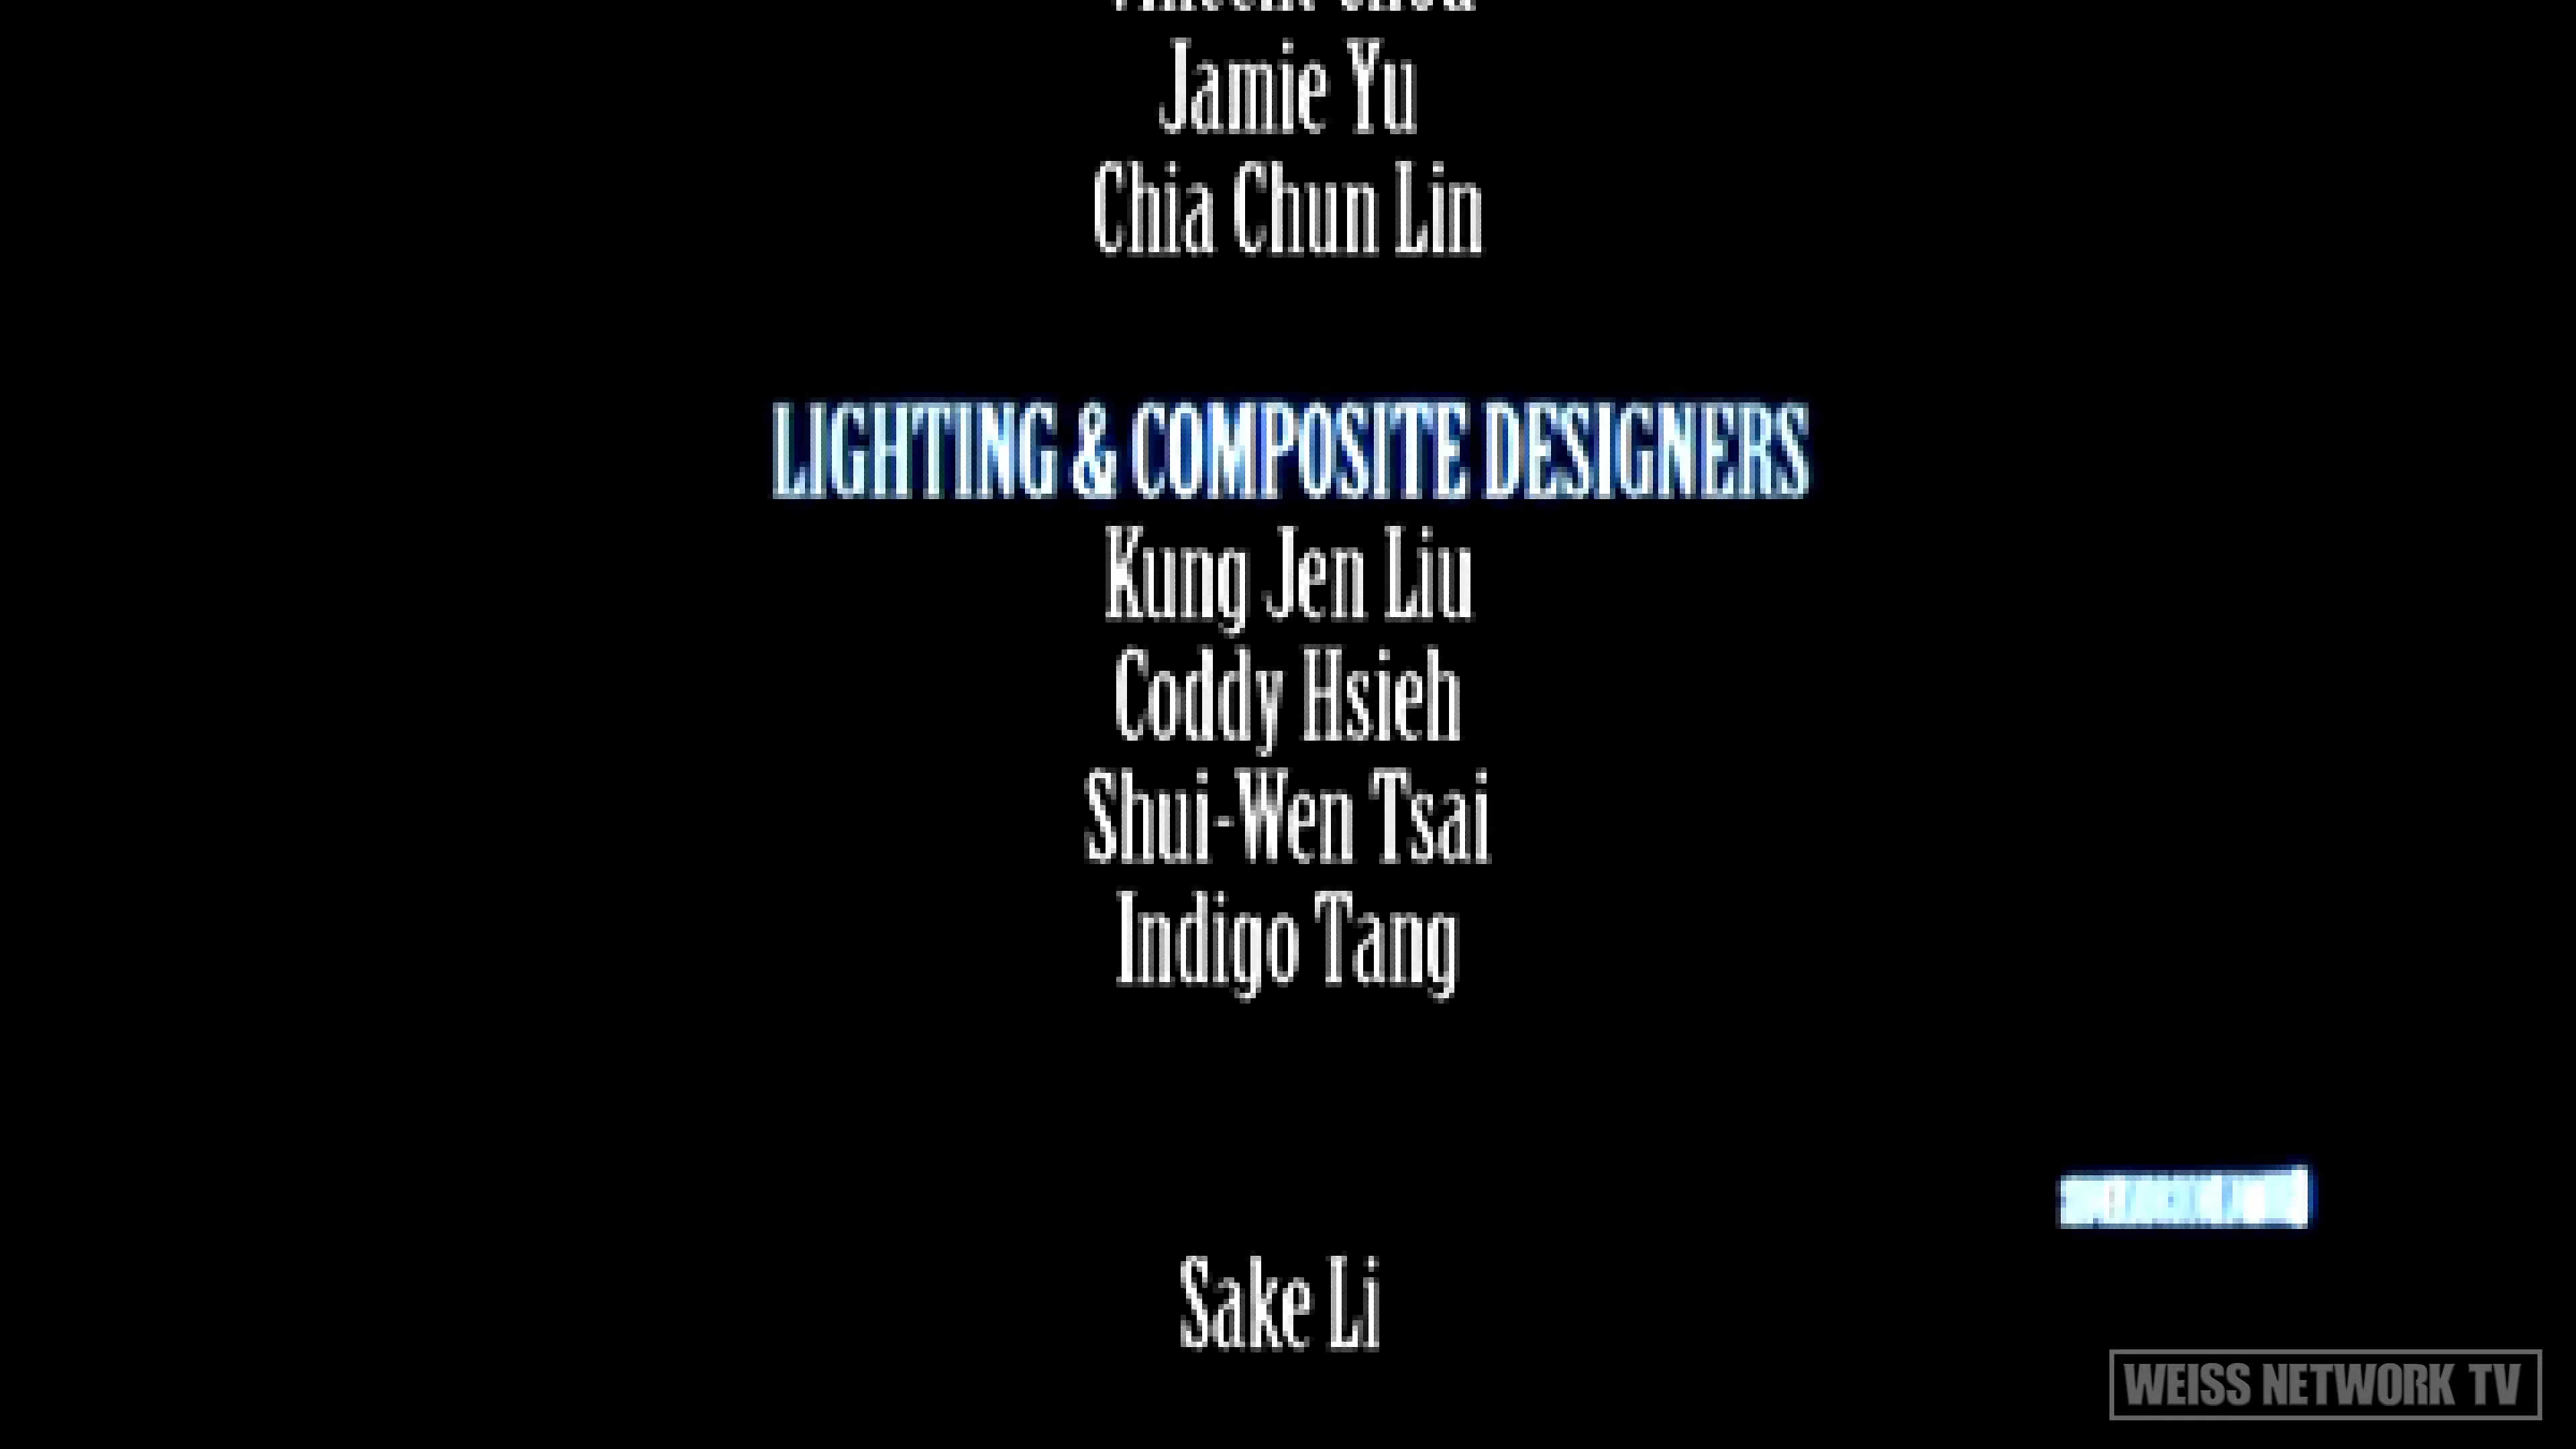 Jamie Yu
Chia Chun Lin
LIGHTING & COMPOSITE DESIGNERS
Kung Jen Liu
Coddy Hsieh
Shui-Wen Tsai
Indigo Tang
Sake Li
WEISS NETWORK TV